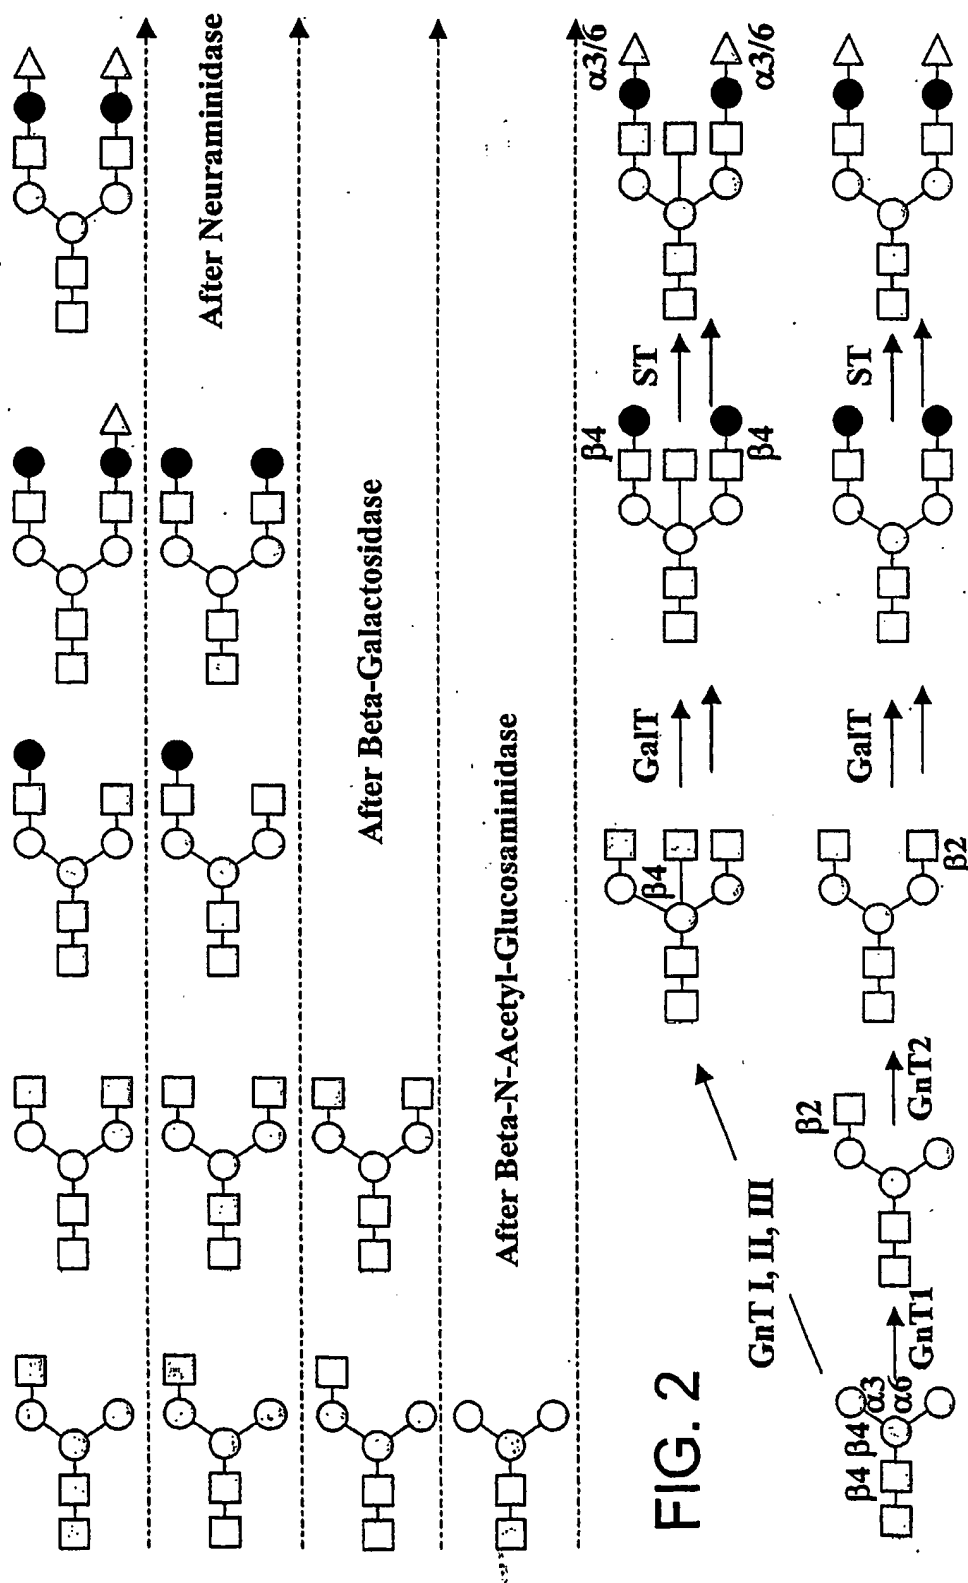 After Neuraminidase
After Beta-Galactosidase
After Beta-N-Acetyl-Glucosaminidase
FIG. 2
GnT I, II, III
β4
GalT
β4
β4
ST
α3/6
α3/6
β4 β4
α3
α6
GnT1
β2
GnT2
β2
GalT
ST